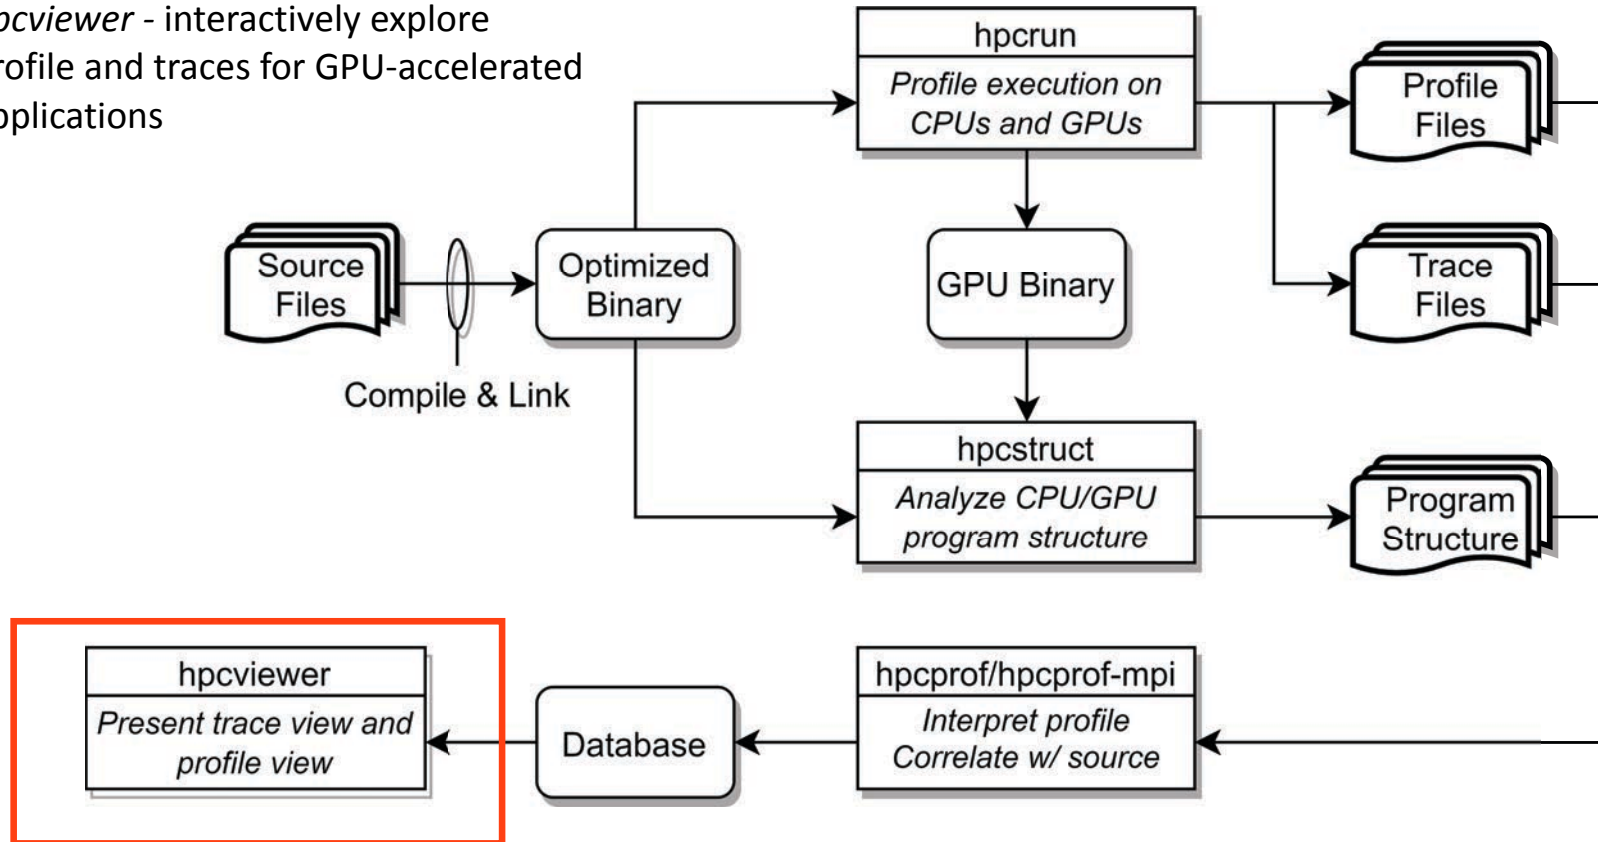 pcviewer - interactively explore
rofile and traces for GPU-accelerated
pplications
hpcrun
Profile execution on
CPUs and GPUs
Profile
Files
Source
Files
Optimized
Binary
GPU Binary
Trace
Files
Compile & Link
hpcstruct
Analyze CPU/GPU
program structure
Program
Structure
hpcviewer
Present trace view and
profile view
Database
hpcprof/hpcprof-mpi
Interpret profile
Correlate w/ source